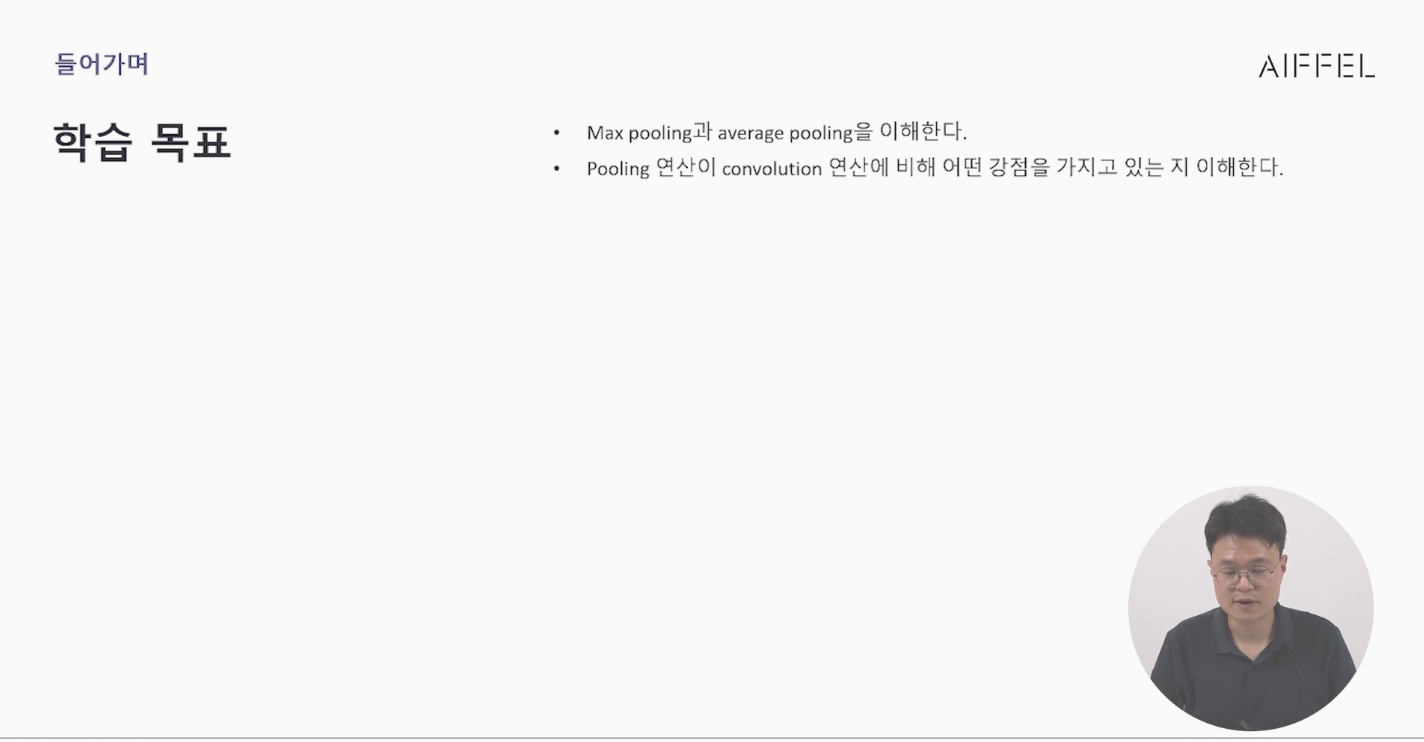 들어가며
AIFFEL
학습 목표
• Max pooling과 average pooling을 이해한다.
• Pooling 연산이 convolution 연산에 비해 어떤 강점을 가지고 있는 지 이해한다.